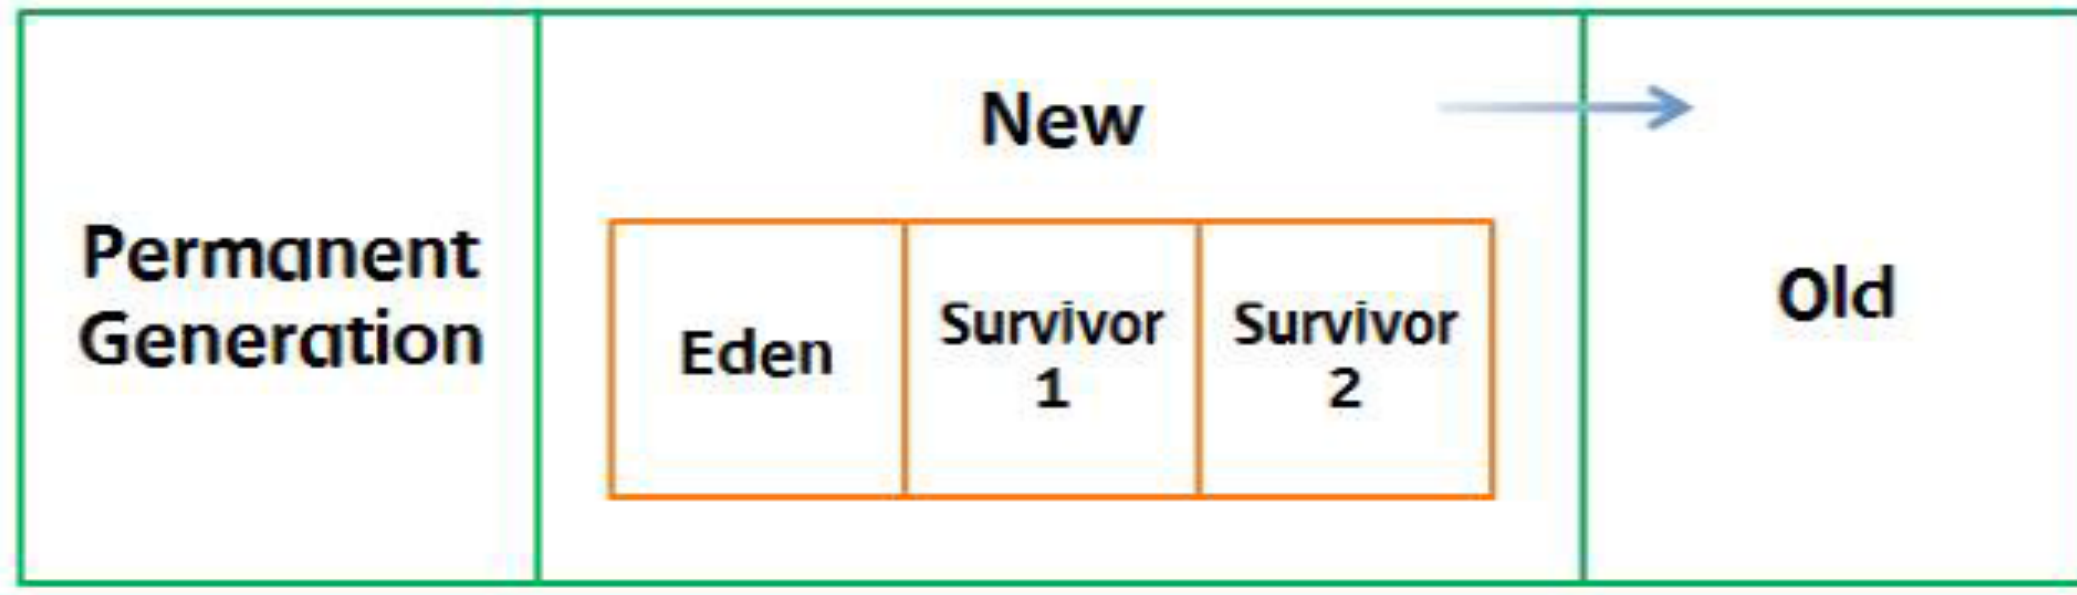 Permanent
Generation
New
Eden
Survivor
1
Survivor
2
Old